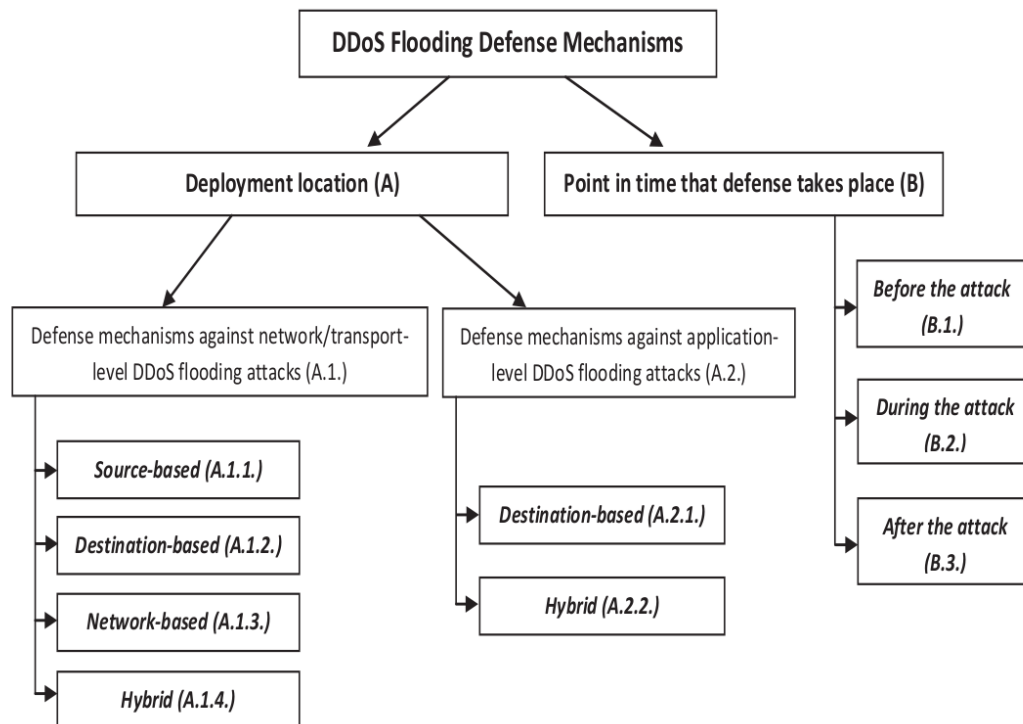 DDoS Flooding Defense Mechanisms
Deployment location (A)
Point in time that defense takes place (B)
Defense mechanisms against network/transport-
level DDoS flooding attacks (A.1.)
Source-based (A.1.1.)
Destination-based (A.1.2.)
Network-based (A.1.3.)
Hybrid (A.1.4.)
Defense mechanisms against application-
level DDoS flooding attacks (A.2.)
Destination-based (A.2.1.)
Hybrid (A.2.2.)
Before the attack
(B.1.)
During the attack
(B.2.)
After the attack
(B.3.)